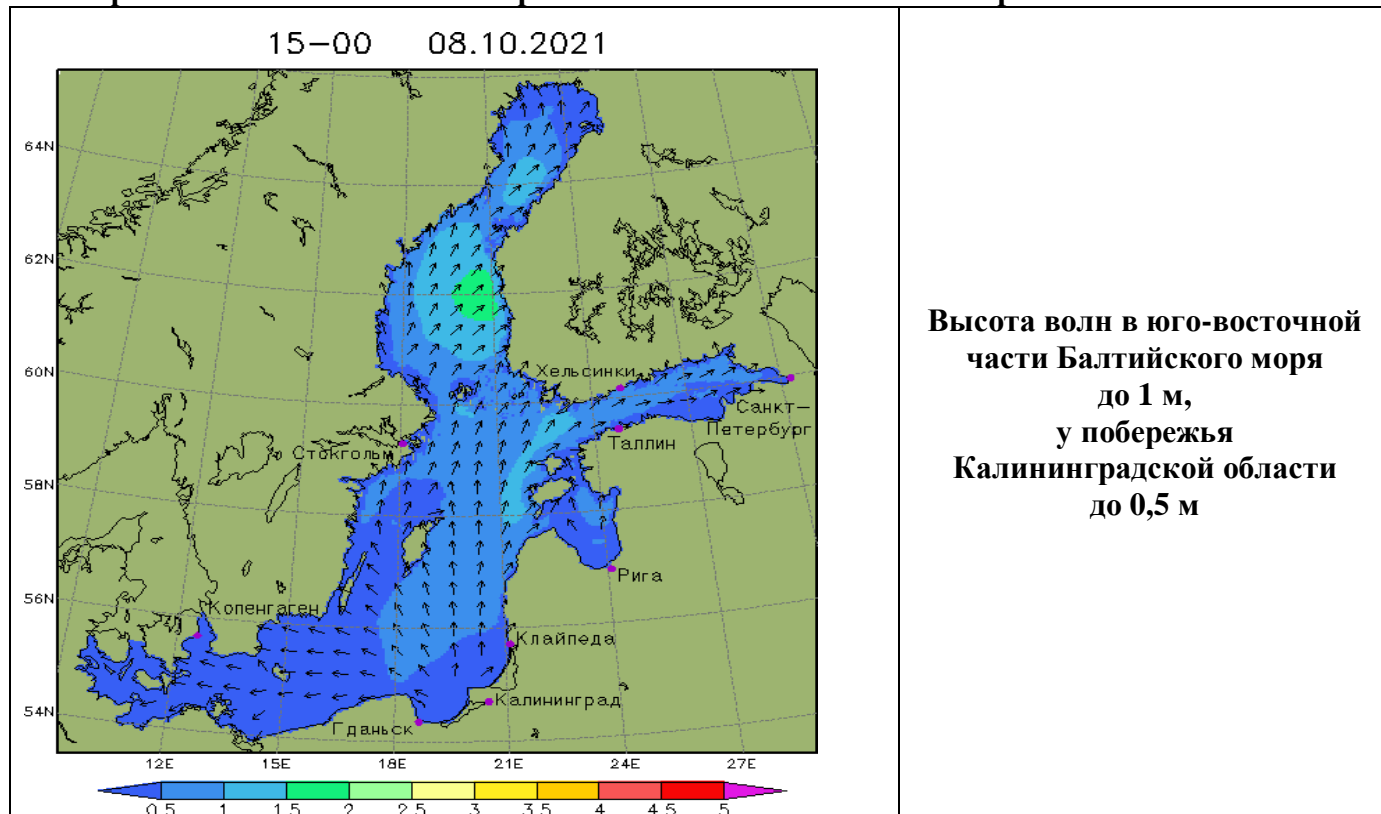 15-00 08.10.2021
64N
62N
60N
58N
56N
54N
Хельсинки
Санкт-
Петербург
Таллин
Стокгольм
Рига
Копенгаген
Клайпеда
Калининград
Гданьск
12E 15E 18E 21E 24E 27E
0.5 1 1.5 2 2.5 3 3.5 4 4.5 5
Высота волн в юго-восточной
части Балтийского моря
до 1 м,
у побережья
Калининградской области
до 0,5 м